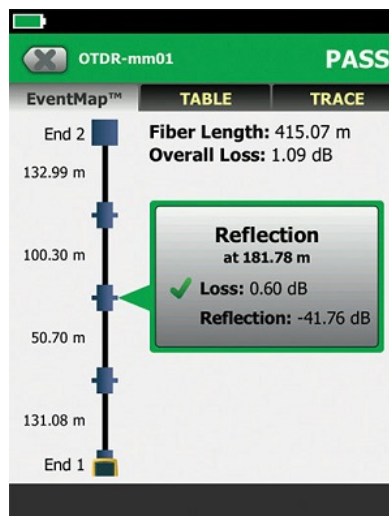 OTDR-mm01
PASS
EventMap™
TABLE
TRACE
End 2
Fiber Length: 415.07 m
Overall Loss: 1.09 dB
132.99 m
100.30 m
Reflection
at 181.78 m
Loss: 0.60 dB
Reflection: -41.76 dB
50.70 m
131.08 m
End 1